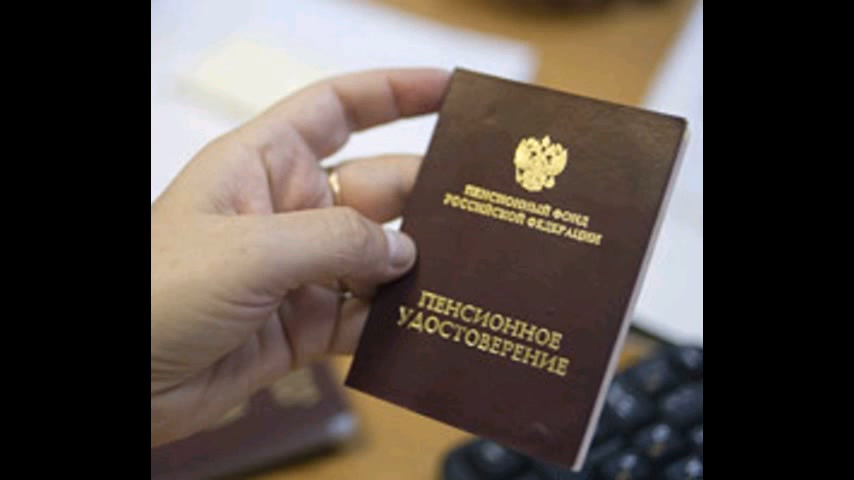 ПЕНСИОННЫЙ ФОНД
РОССИЙСКОЙ ФЕДЕРАЦИИ
ПЕНСИОННОЕ
УДОСТОВЕРЕНИЕ